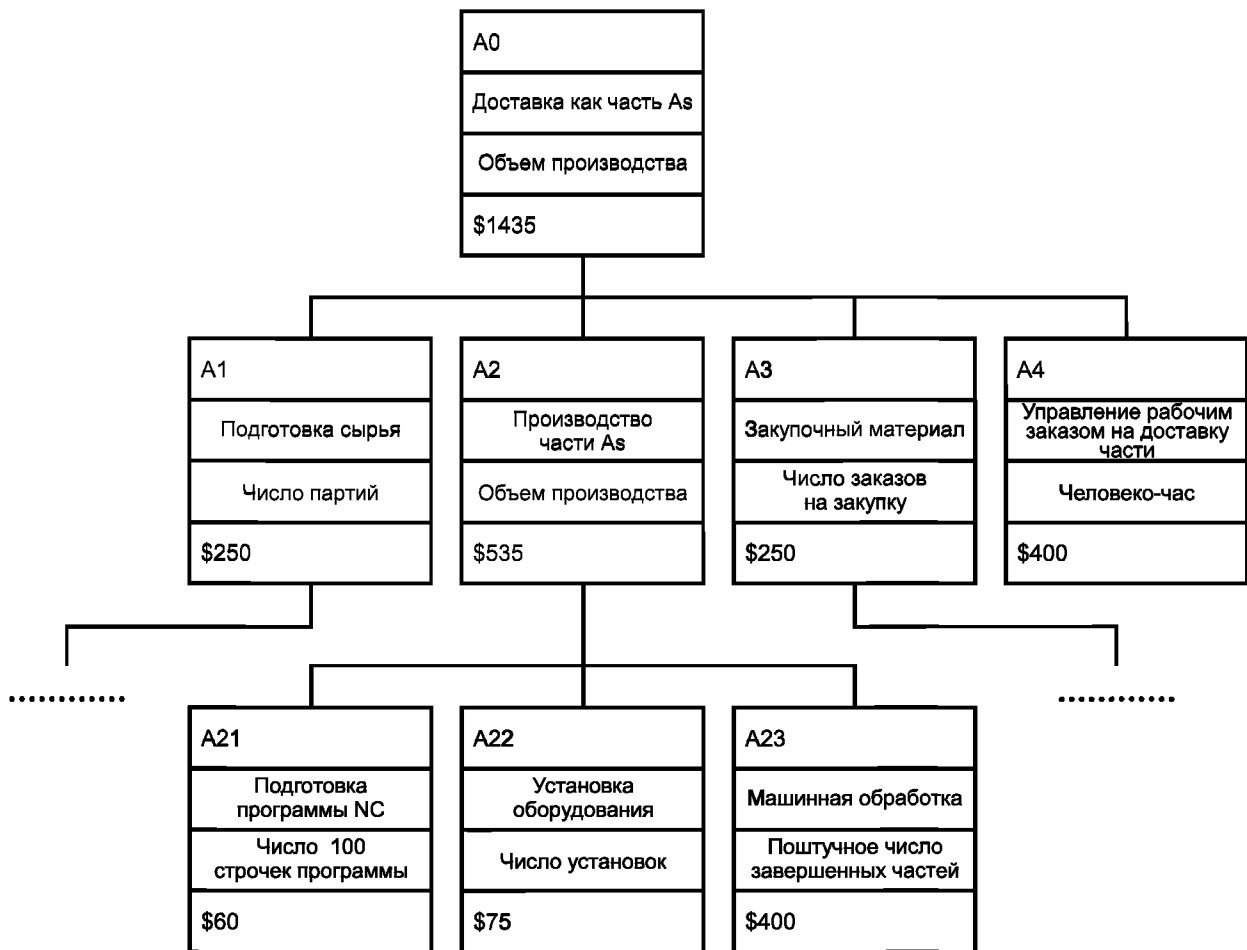 A0
Доставка как часть As
Объем производства
$1435
A1
Подготовка сырья
Число партий
$250
A2
Производство
части As
Объем производства
$535
A3
Закупочный материал
Число заказов
на закупку
$250
A4
Управление рабочим
заказом на доставку
части
Человеко-час
$400
............
............
A21
Подготовка
программы NC
Число 100
строчек программы
$60
A22
Установка
оборудования
Число установок
$75
A23
Машинная обработка
Поштучное число
завершенных частей
$400